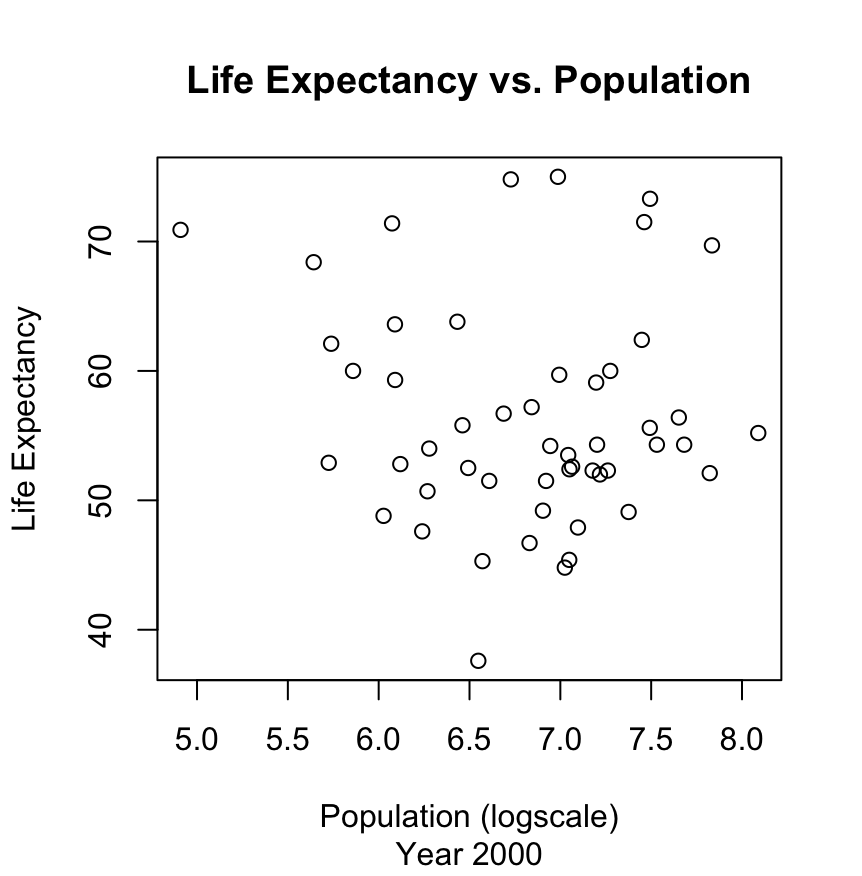 Life Expectancy vs. Population
Life Expectancy
70
60
50
40
5.0 5.5 6.0 6.5 7.0 7.5 8.0
Population (logscale)
Year 2000